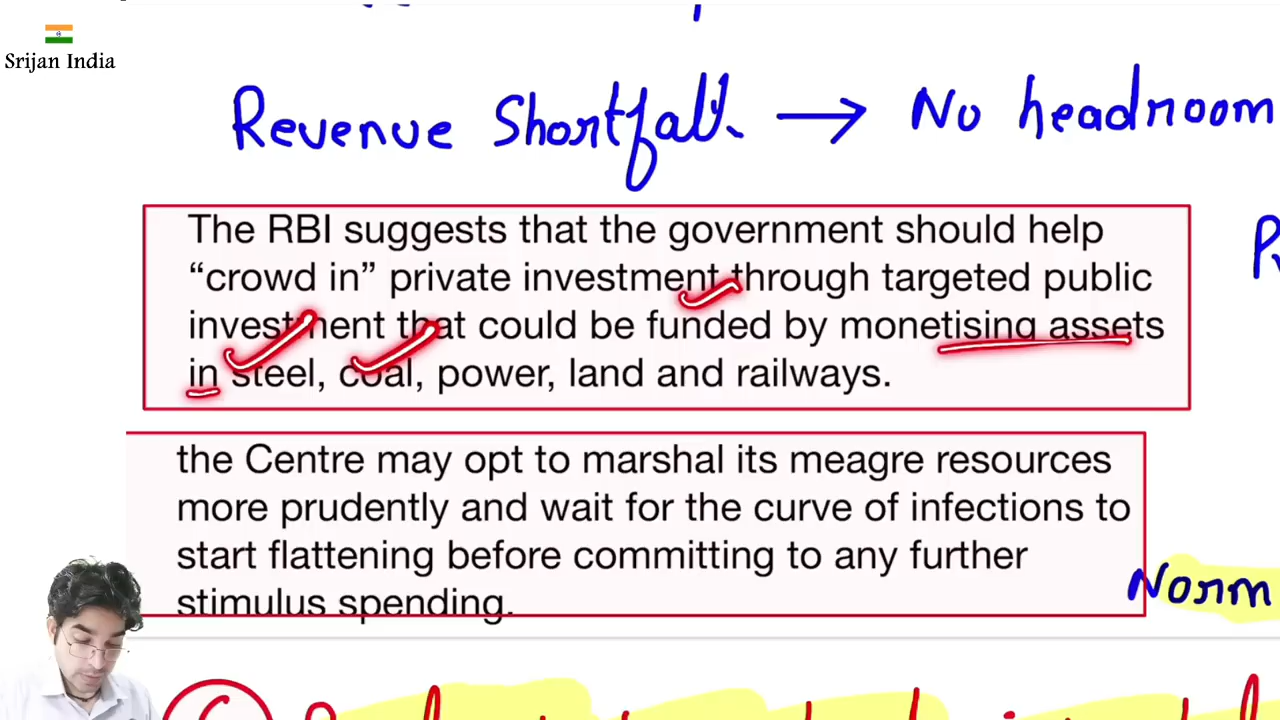 Srijan India
Revenue Shortfall → No headroom
The RBI suggests that the government should help
“crowd in” private investment through targeted public
investment that could be funded by monetising assets
in steel, coal, power, land and railways.
the Centre may opt to marshal its meagre resources
more prudently and wait for the curve of infections to
start flattening before committing to any further
stimulus spending.
Norm